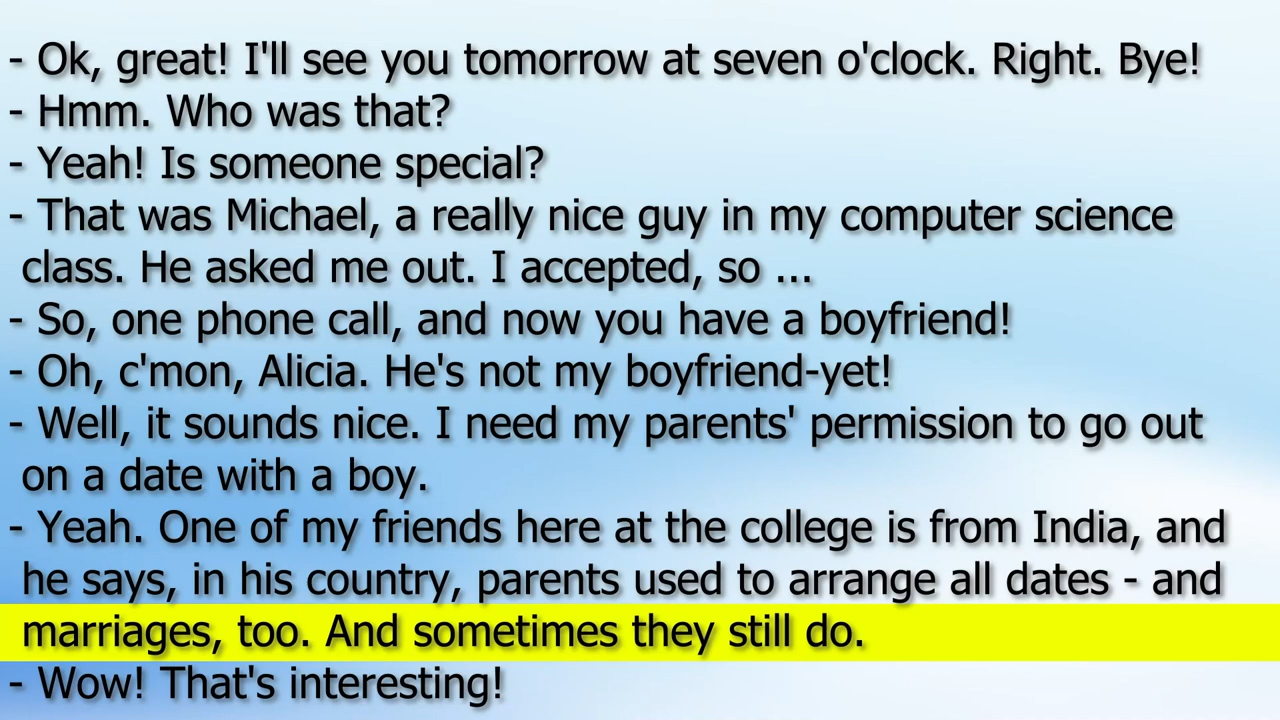 - Ok, great! I'll see you tomorrow at seven o'clock. Right. Bye!
- Hmm. Who was that?
- Yeah! Is someone special?
- That was Michael, a really nice guy in my computer science
class. He asked me out. I accepted, so ...
- So, one phone call, and now you have a boyfriend!
- Oh, c'mon, Alicia. He's not my boyfriend-yet!
- Well, it sounds nice. I need my parents' permission to go out
on a date with a boy.
- Yeah. One of my friends here at the college is from India, and
he says, in his country, parents used to arrange all dates - and
marriages, too. And sometimes they still do.
- Wow! That's interesting!